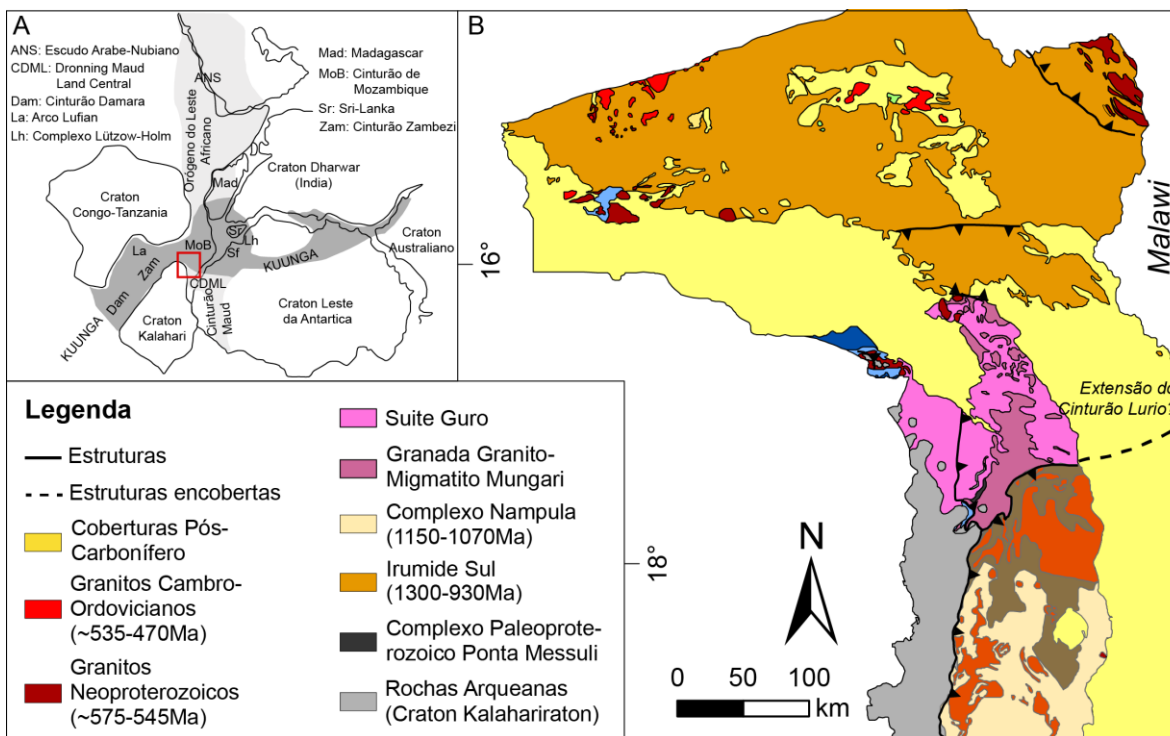 A
ANS: Escudo Arabe-Nubiano
CDML: Dronning Maud
Land Central
Dam: Cinturão Damara
La: Arco Lufian
Lh: Complexo Lützow-Holm
Mad: Madagascar
MoB: Cinturão de
Mozambique
Sr: Sri-Lanka
Zam: Cinturão Zambezi
ANS
Orógeno do Leste
Africano
Mad
Craton Dharwar
(India)
Craton
Congo-Tanzania
Sr
Lh
MoB
Sf
La
Zam
Dam
KUUNGA
KUUNGA
Craton
Australiano
CDML
Cinturão
Maud
Craton
Kalahari
Craton Leste
da Antartica
B
16°
18°
Malawi
Extensão do
Cinturão Lurio?
N
0 50 100
km
Legenda
Estruturas
Estruturas encobertas
Coberturas Pós-
Carbonífero
Granitos Cambro-
Ordovicianos
(~535-470Ma)
Granitos
Neoproterozoicos
(~575-545Ma)
Suite Guro
Granada Granito-
Migmatito Mungari
Complexo Nampula
(1150-1070Ma)
Irumide Sul
(1300-930Ma)
Complexo Paleoprote-
rozoico Ponta Messuli
Rochas Arqueanas
(Craton Kalahariraton)